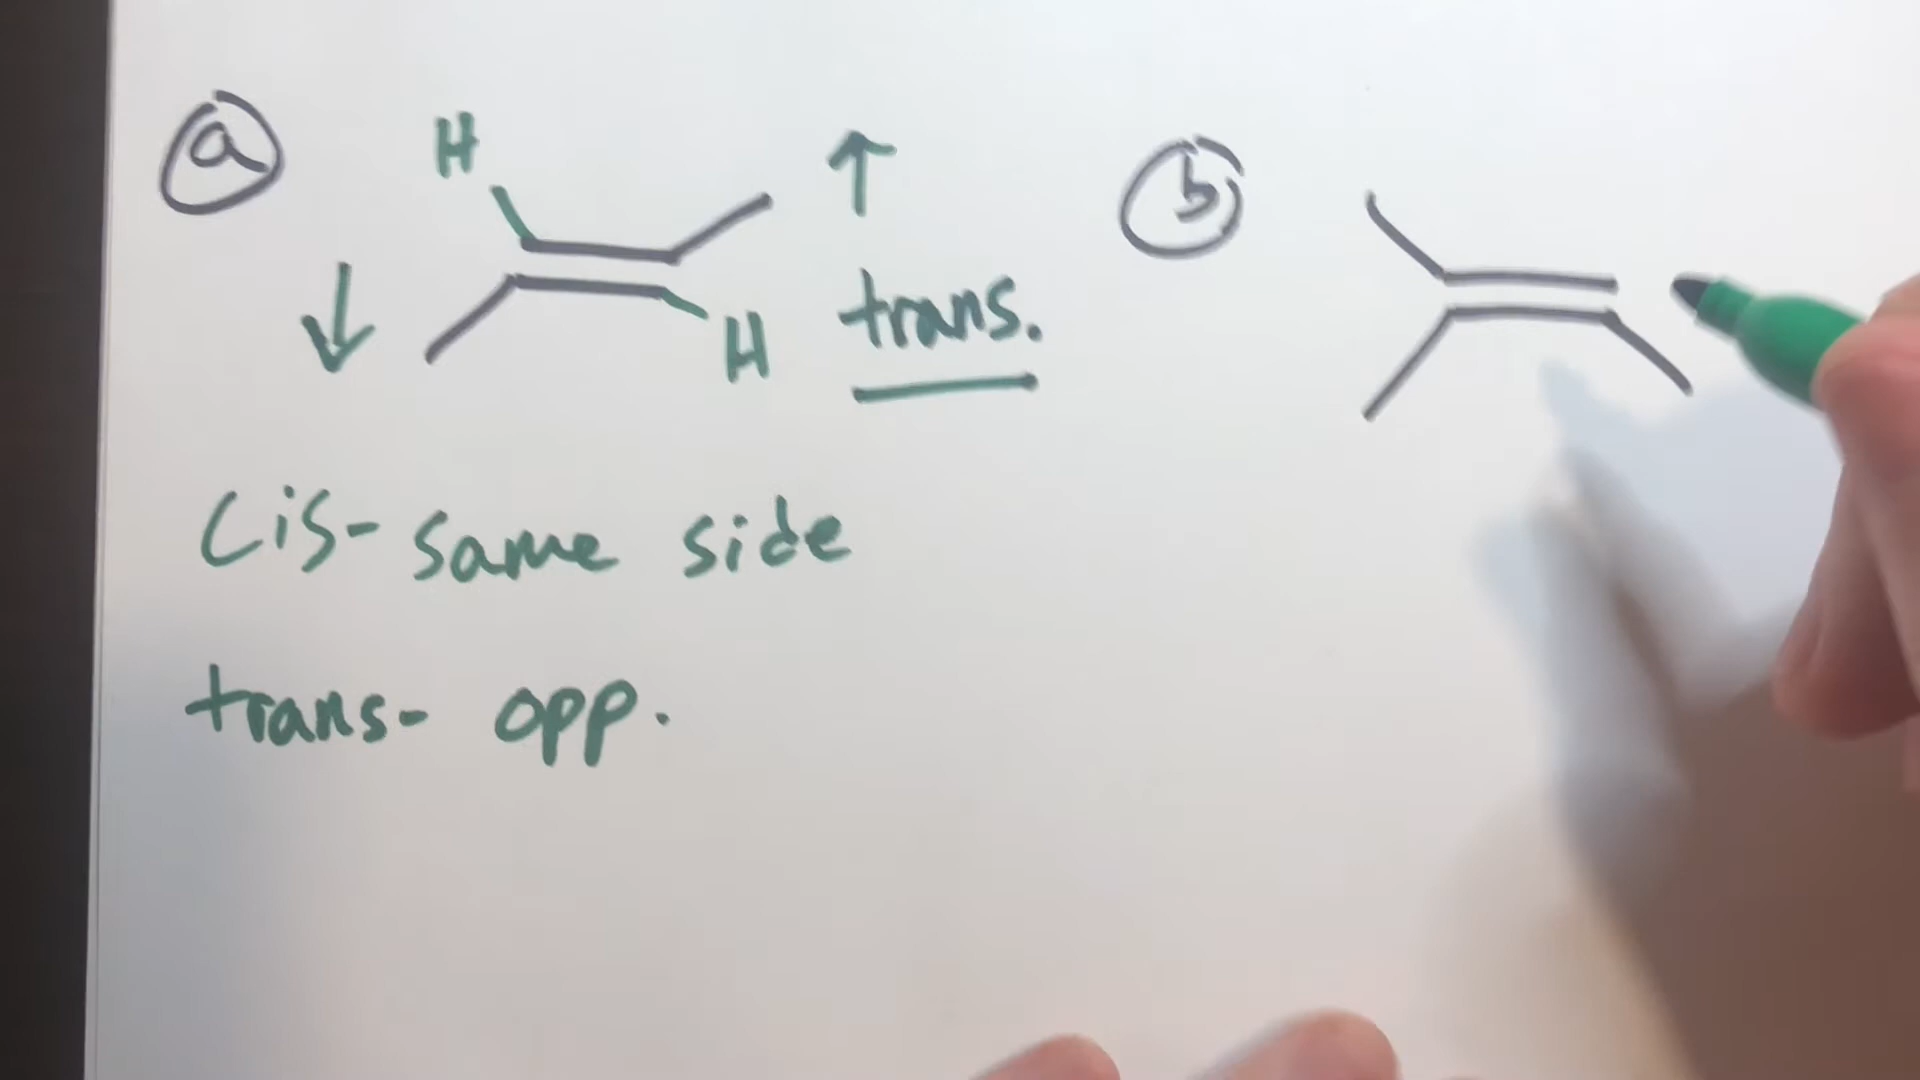 a
H
H
trans.
b
Cis- same side
trans- opp.